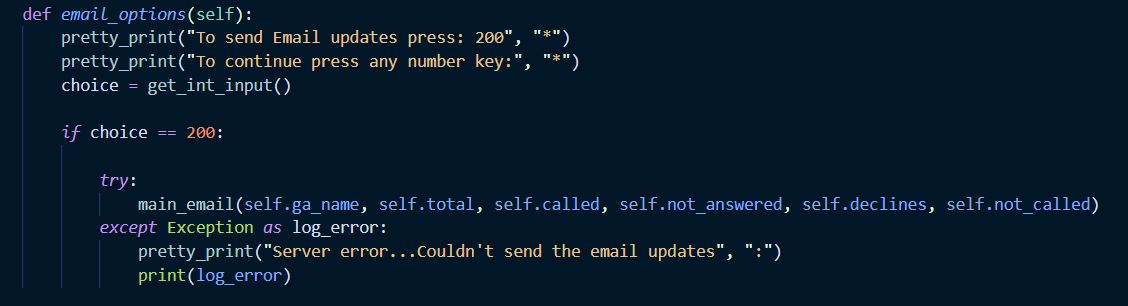 def email_options(self):
    pretty_print("To send Email updates press: 200", "*")
    pretty_print("To continue press any number key:", "*")
    choice = get_int_input()

    if choice == 200:

        try:
            main_email(self.ga_name, self.total, self.called, self.not_answered, self.declines, self.not_called)
        except Exception as log_error:
            pretty_print("Server error...Couldn't send the email updates", ":")
            print(log_error)